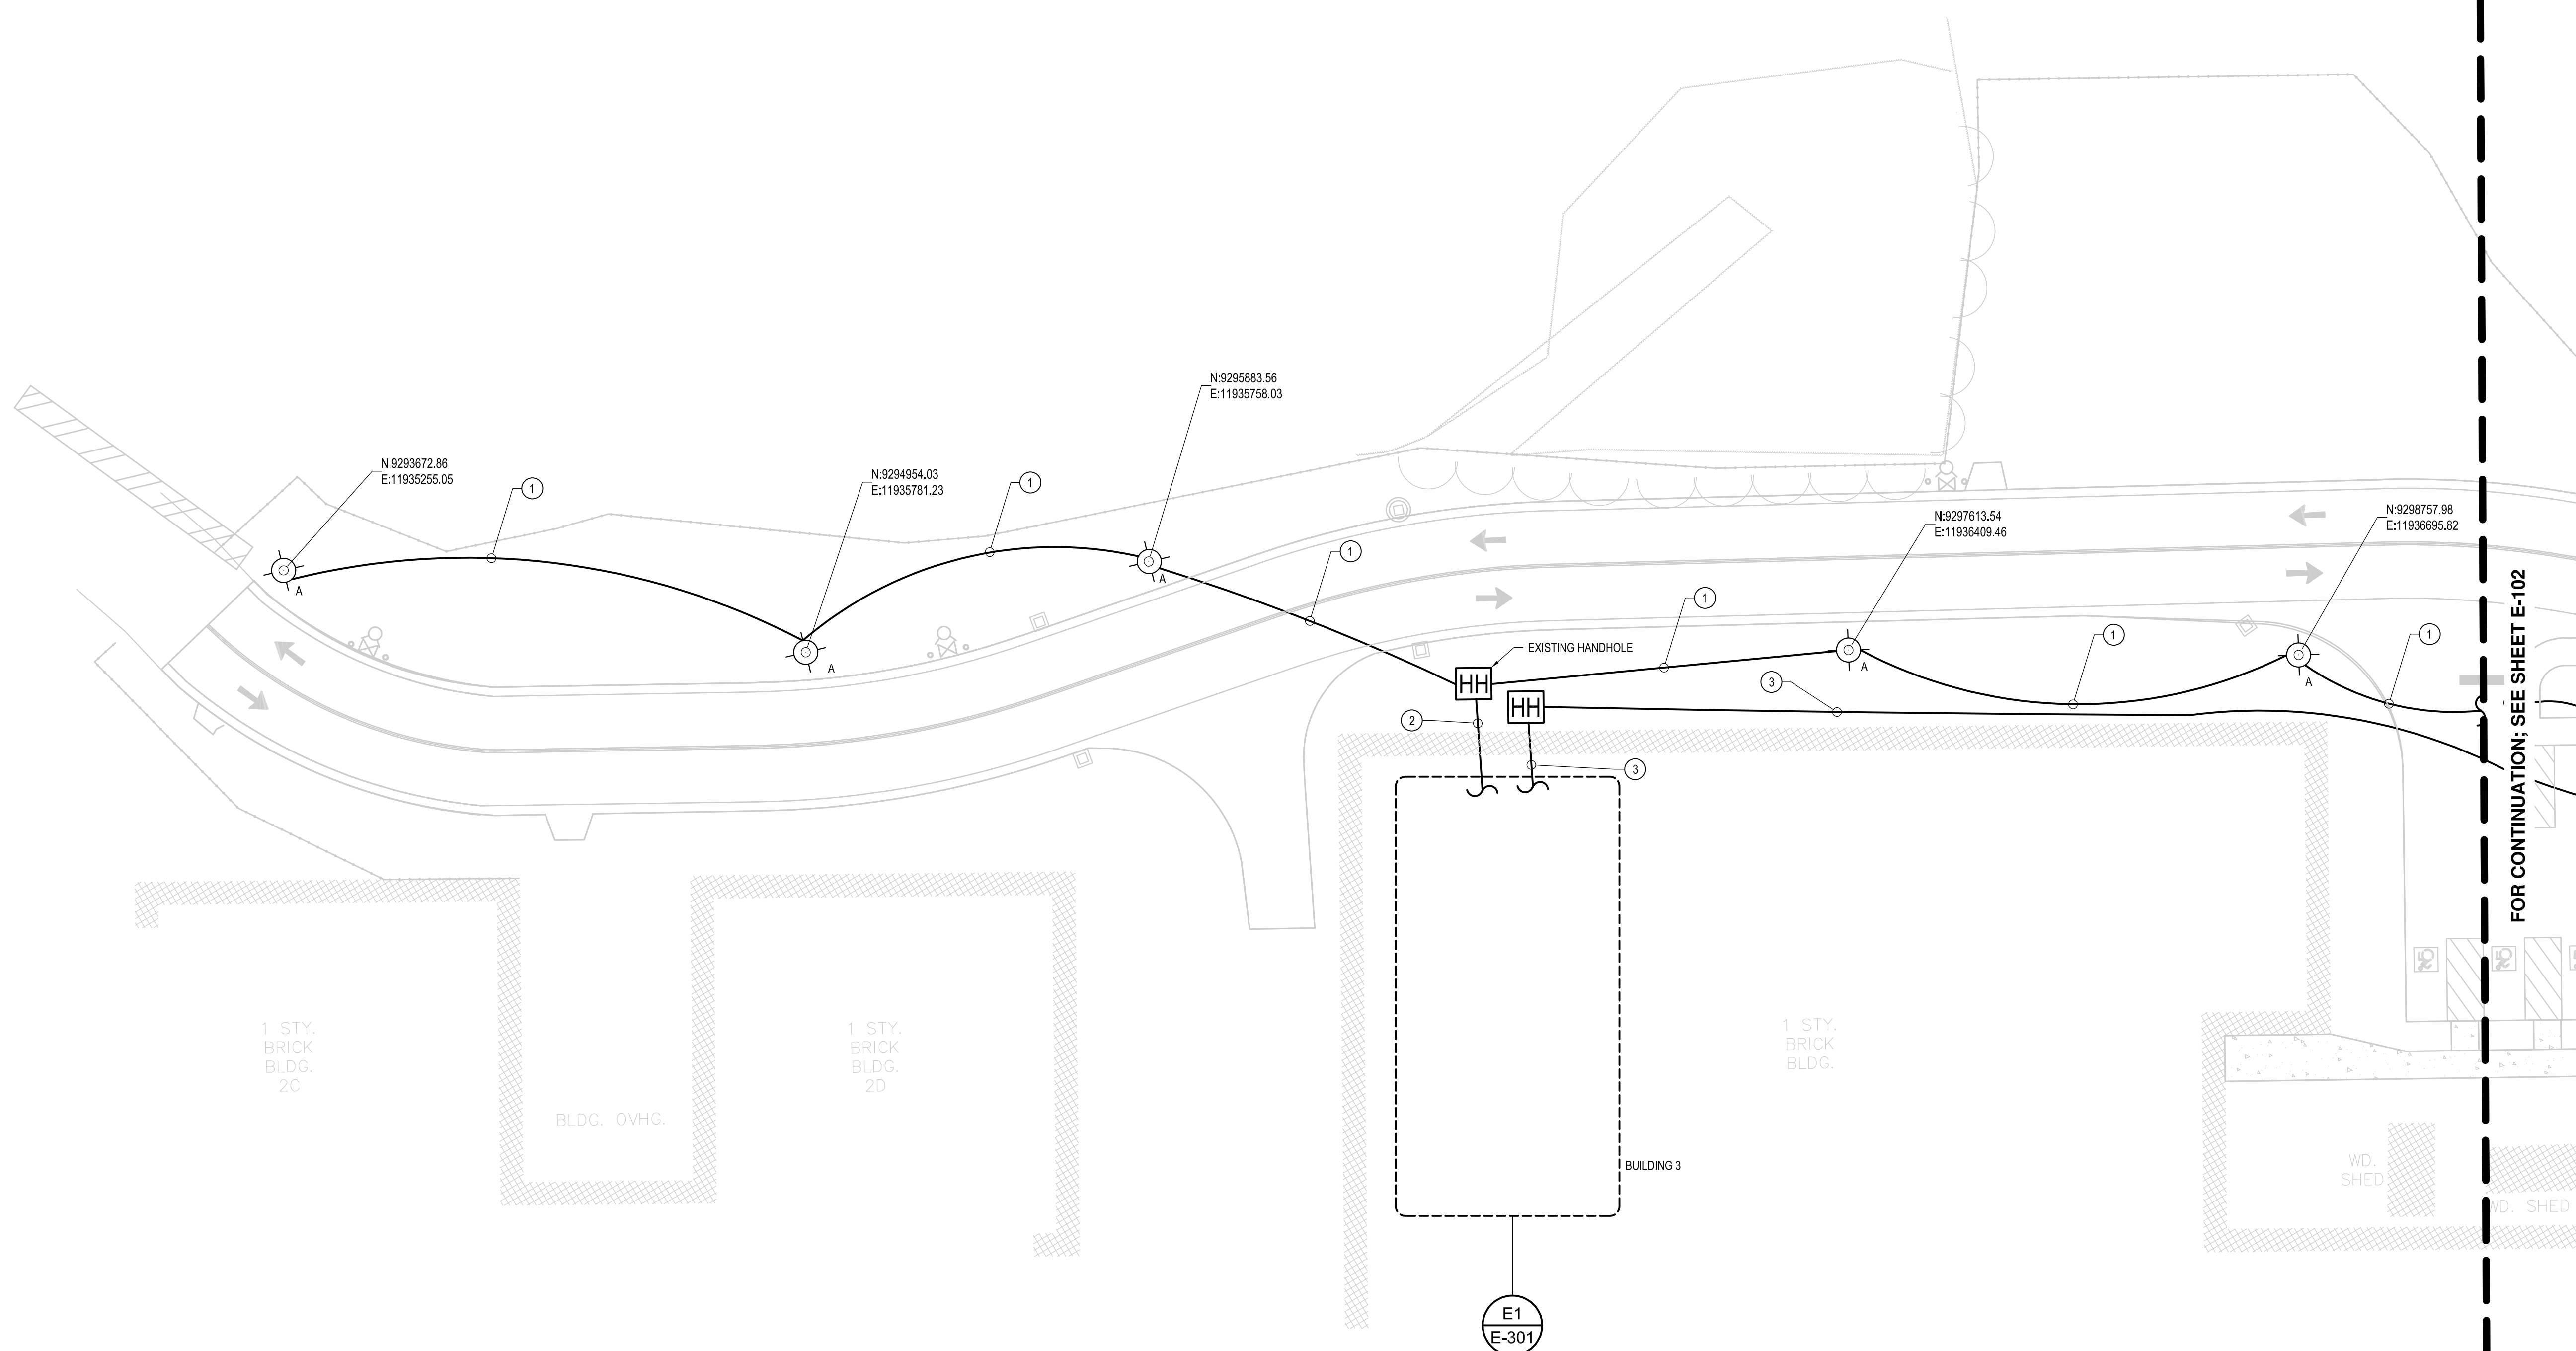 N:9295883.56
E:11935758.03
N:9293672.86
E:11935255.05
1
N:9294954.03
E:11935781.23
1
N:9297613.54
E:11936409.46
N:9298757.98
E:11936695.82
1
1
A
A
A
1
1
EXISTING HANDHOLE
A
A
HH
HH
3
2
3
FOR CONTINUATION; SEE SHEET E-102
1 STY.
BRICK
BLDG.
2C
1 STY.
BRICK
BLDG.
2D
1 STY.
BRICK
BLDG.
BLDG. OVHG.
BUILDING 3
WD.
SHED
WD. SHED
E1
E-301